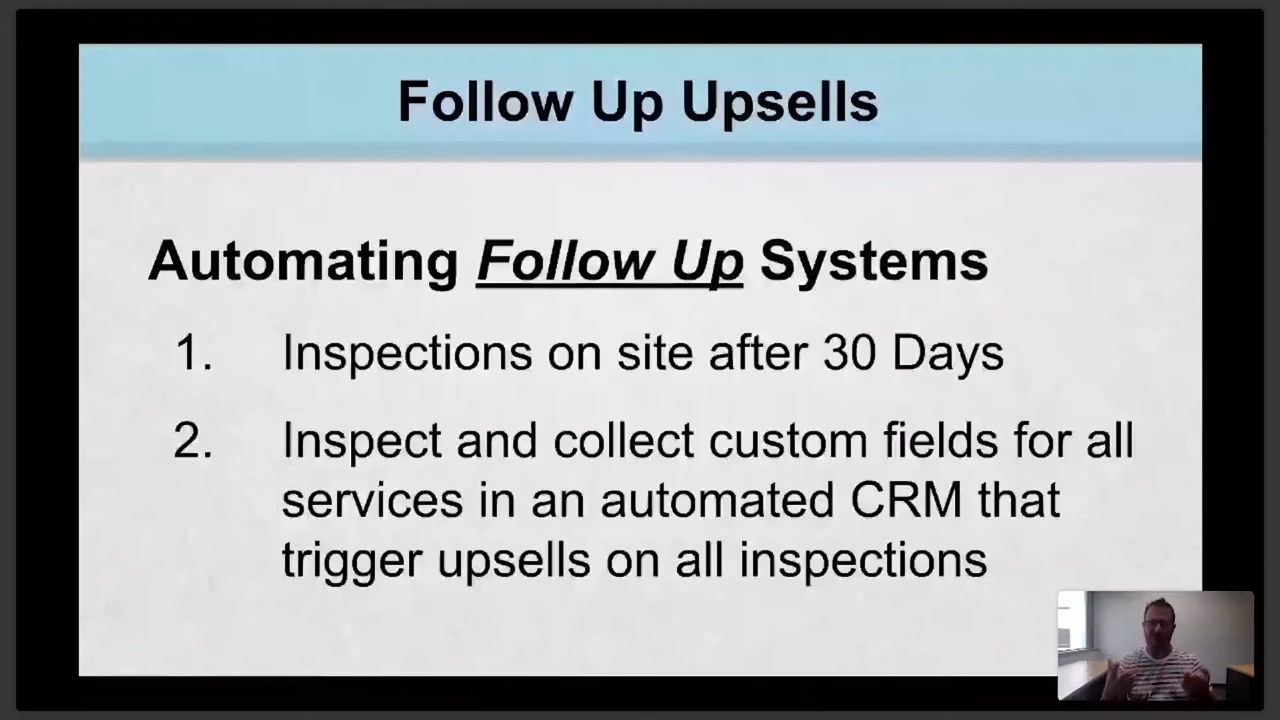 Follow Up Upsells
Automating Follow Up Systems
1. Inspections on site after 30 Days
2. Inspect and collect custom fields for all
services in an automated CRM that
trigger upsells on all inspections